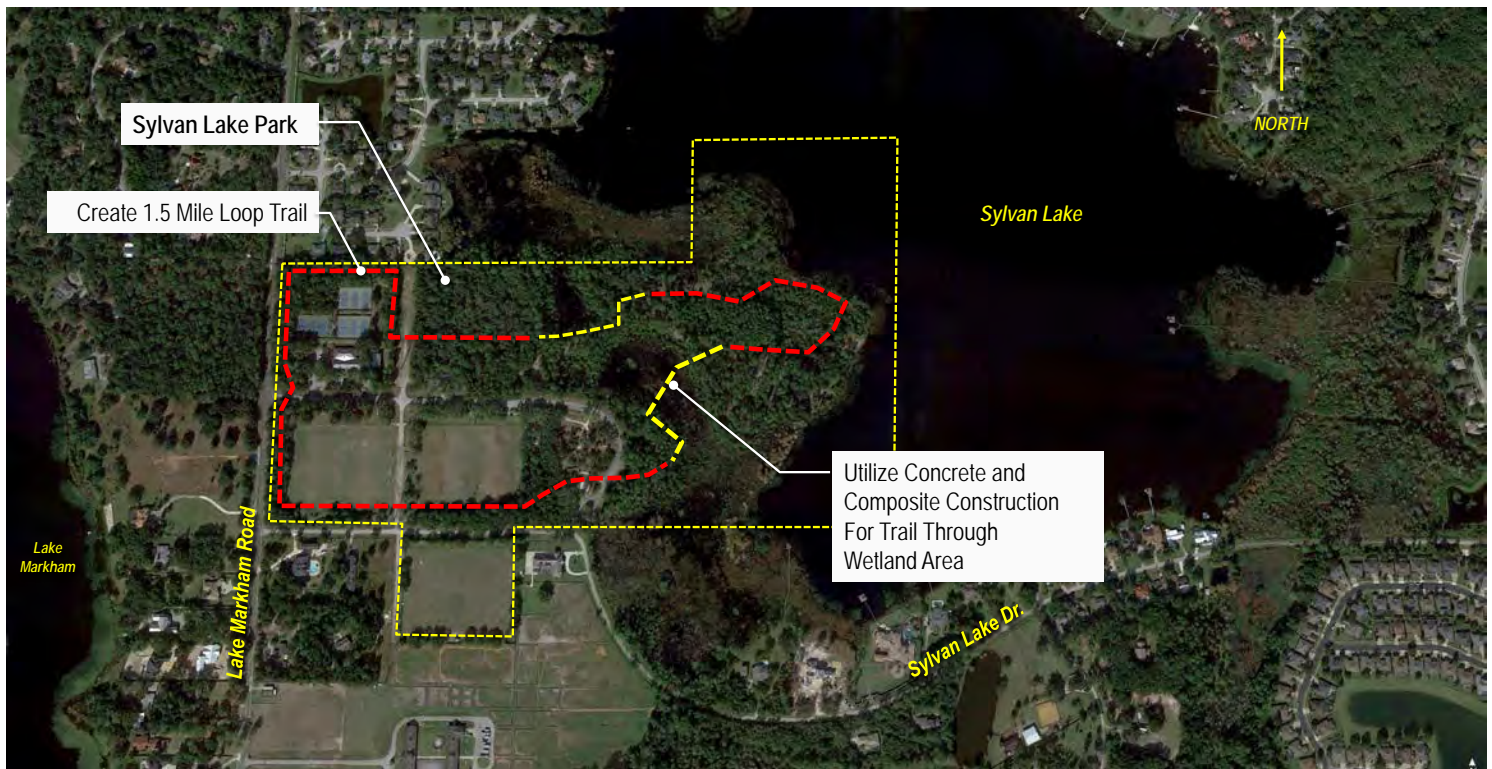 NORTH
Sylvan Lake Park
Create 1.5 Mile Loop Trail
Sylvan Lake
Utilize Concrete and
Composite Construction
For Trail Through
Wetland Area
Lake
Markham
Lake Markham Road
Sylvan Lake Dr.